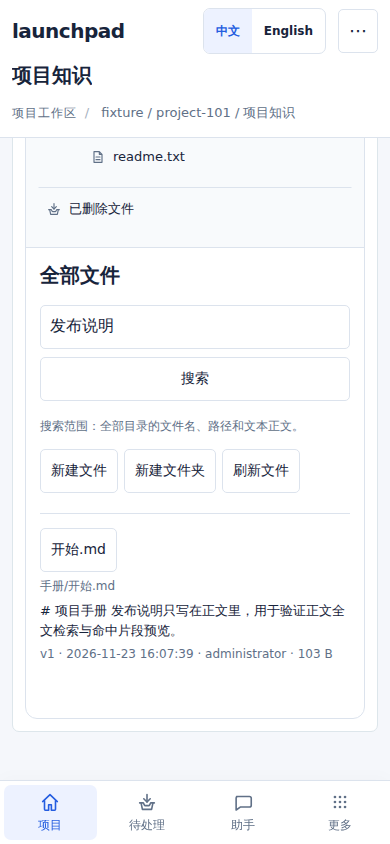 launchpad
中文 English ···
项目知识
项目工作区 / fixture / project-101 / 项目知识
readme.txt
已删除文件
全部文件
发布说明
搜索
搜索范围：全部目录的文件名、路径和文本正文。
新建文件 新建文件夹 刷新文件
开始.md
手册/开始.md
# 项目手册 发布说明只写在正文里，用于验证正文全
文检索与命中片段预览。
v1 · 2026-11-23 16:07:39 · administrator · 103 B
项目 待处理 助手 更多